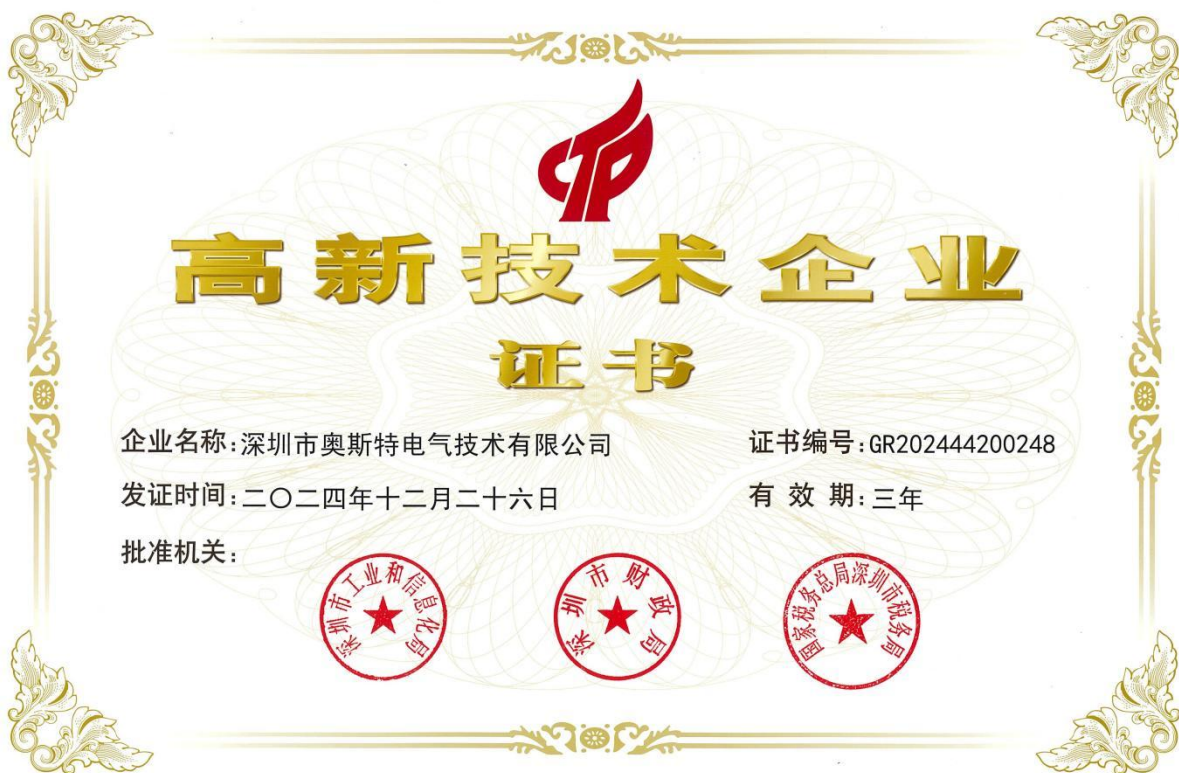 高新技术企业
证书
企业名称:深圳市奥斯特电气技术有限公司
证书编号:GR202444200248
发证时间:二〇二四年十二月二十六日
有效期:三年
批准机关:
深圳市工业和信息化局
深圳市财政局
国家税务总局深圳市税务局